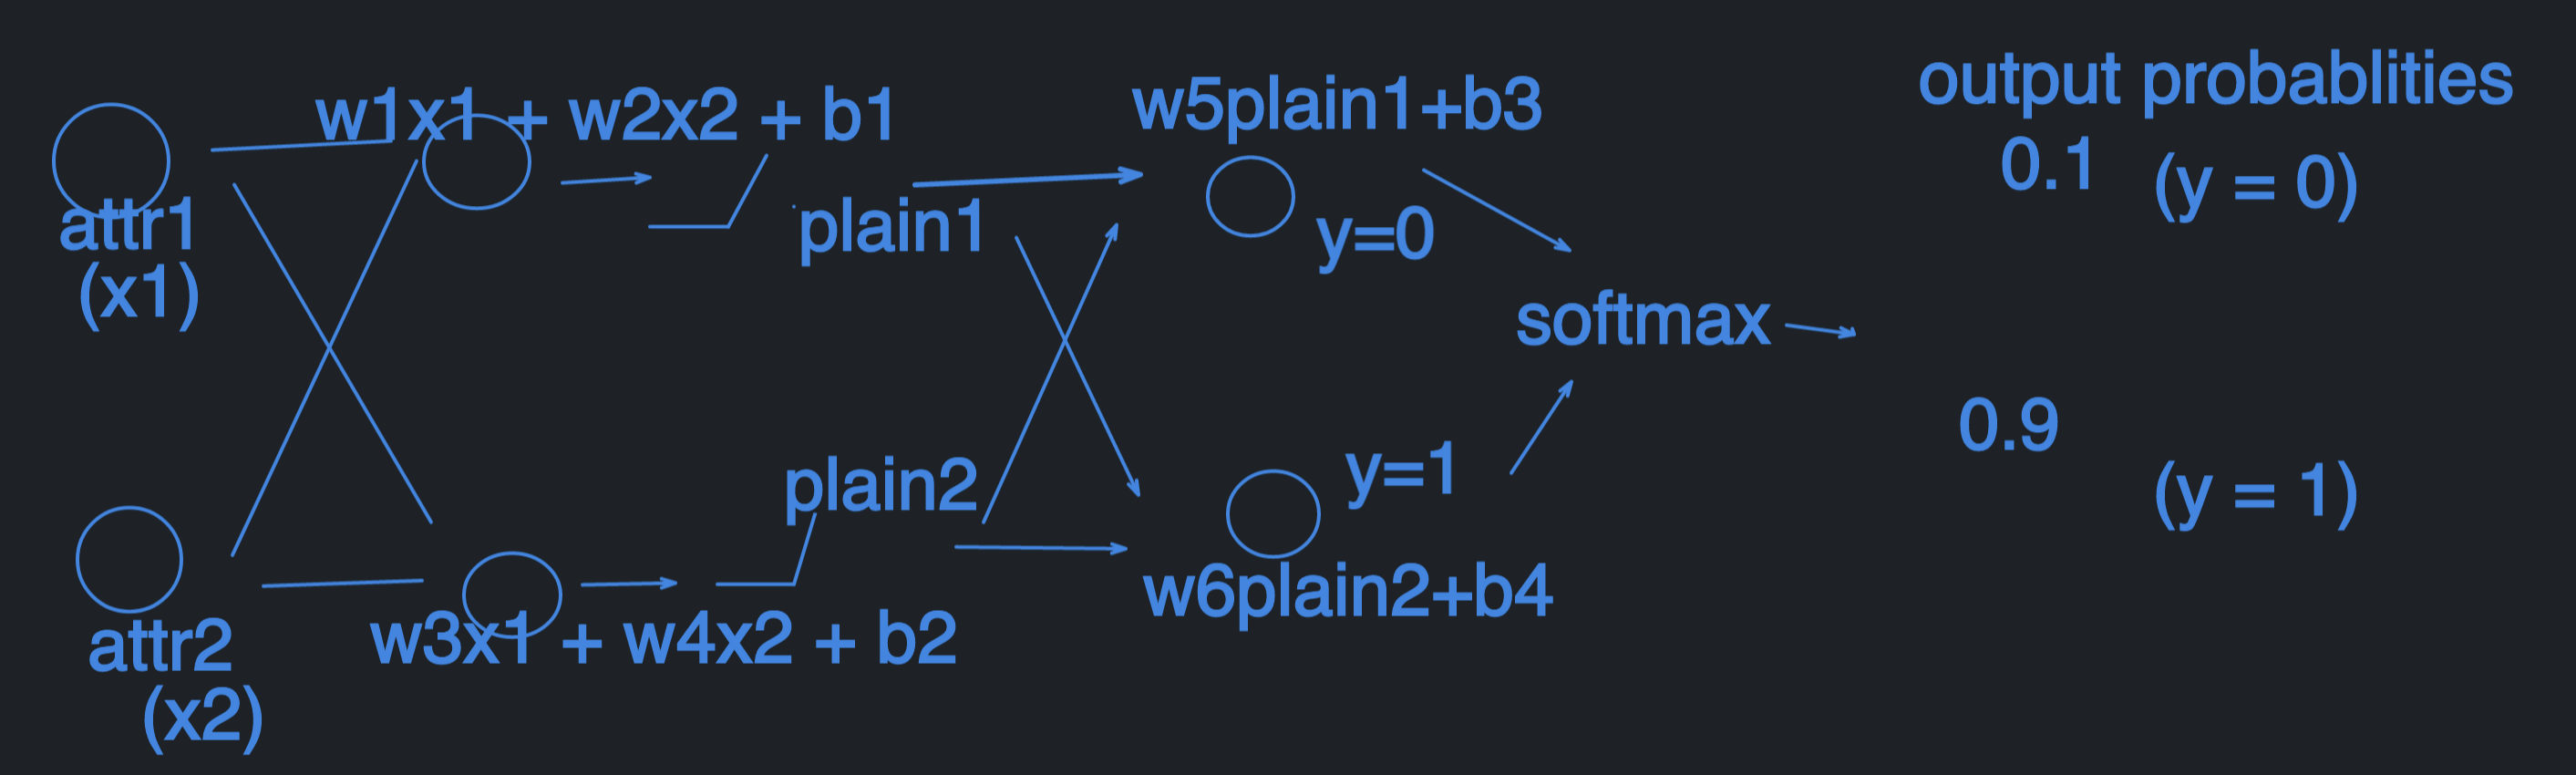 output probablities
w1x1 + w2x2 + b1
w5plain1+b3
0.1 (y = 0)
attr1
(x1)
plain1
y=0
softmax
0.9
plain2
y=1
(y = 1)
w6plain2+b4
attr2
(x2)
w3x1 + w4x2 + b2